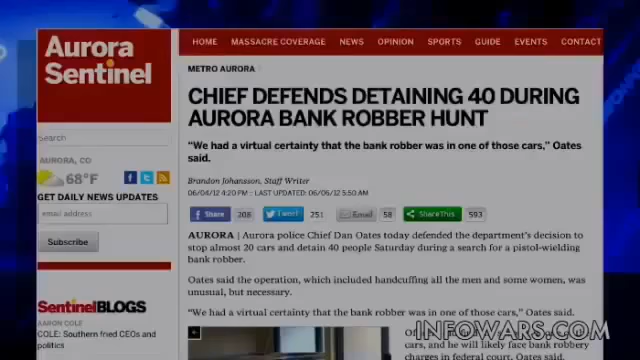 Aurora
Sentinel
HOME MASSACRE COVERAGE NEWS OPINION SPORTS GUIDE EVENTS CONTACT
METRO AURORA
CHIEF DEFENDS DETAINING 40 DURING
AURORA BANK ROBBER HUNT
"We had a virtual certainty that the bank robber was in one of those cars," Oates
said.
Brandon Johansson, Staff Writer
06/04/12 4:20 PM :: LAST UPDATED: 06/05/12 5:50 AM
Share 208 Tweet 251 Email 58 ShareThis 593
AURORA | Aurora police Chief Dan Oates today defended the department's decision to
stop almost 20 cars and detain 40 people Saturday during a search for a pistol-wielding
bank robber.
Oates said the operation, which included handcuffing all the men and some women, was
unusual, but necessary.
"We had a virtual certainty that the bank robber was in one of those cars," Oates said.
cars, and he will likely face bank robbery
charges in federal court. Oates
Search
AURORA, CO
68°F
GET DAILY NEWS UPDATES
email address
Subscribe
SentinelBLOGS
AARON COLE
COLE: Southern fried CEOs and
politics
INFOWARS.COM